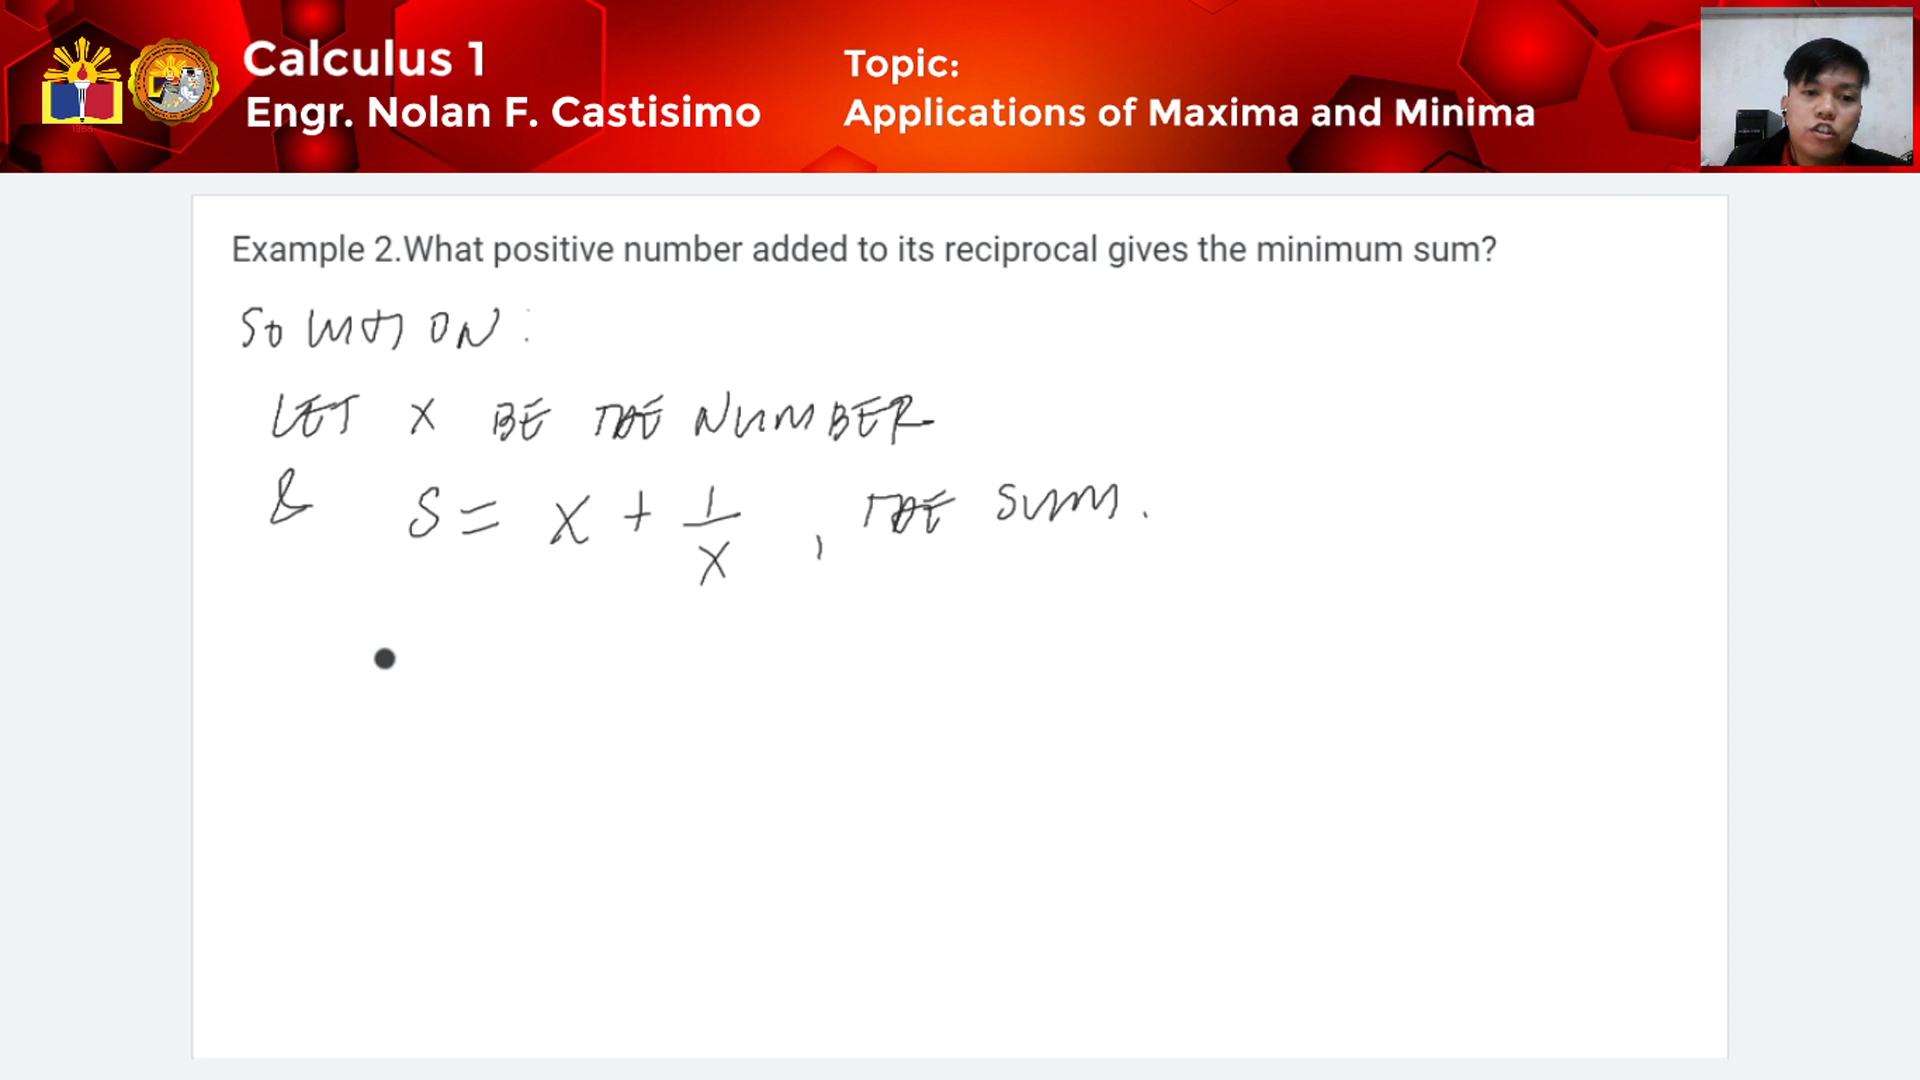 Calculus 1
Engr. Nolan F. Castisimo
Topic:
Applications of Maxima and Minima
Example 2.What positive number added to its reciprocal gives the minimum sum?
SOLUTION :
LET X BE THE NUMBER
& S = X + 1/X , THE SUM.